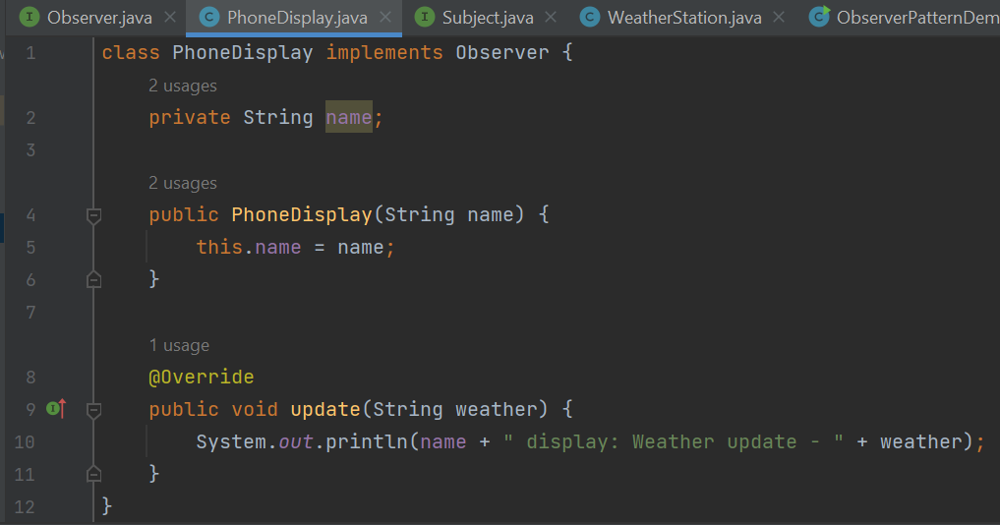 Observer.java PhoneDisplay.java Subject.java WeatherStation.java ObserverPatternDem
1 class PhoneDisplay implements Observer {
2 usages
2 private String name;
3
2 usages
4 public PhoneDisplay(String name) {
5 this.name = name;
6 }
7
1 usage
8 @Override
9 public void update(String weather) {
10 System.out.println(name + " display: Weather update - " + weather);
11 }
12 }